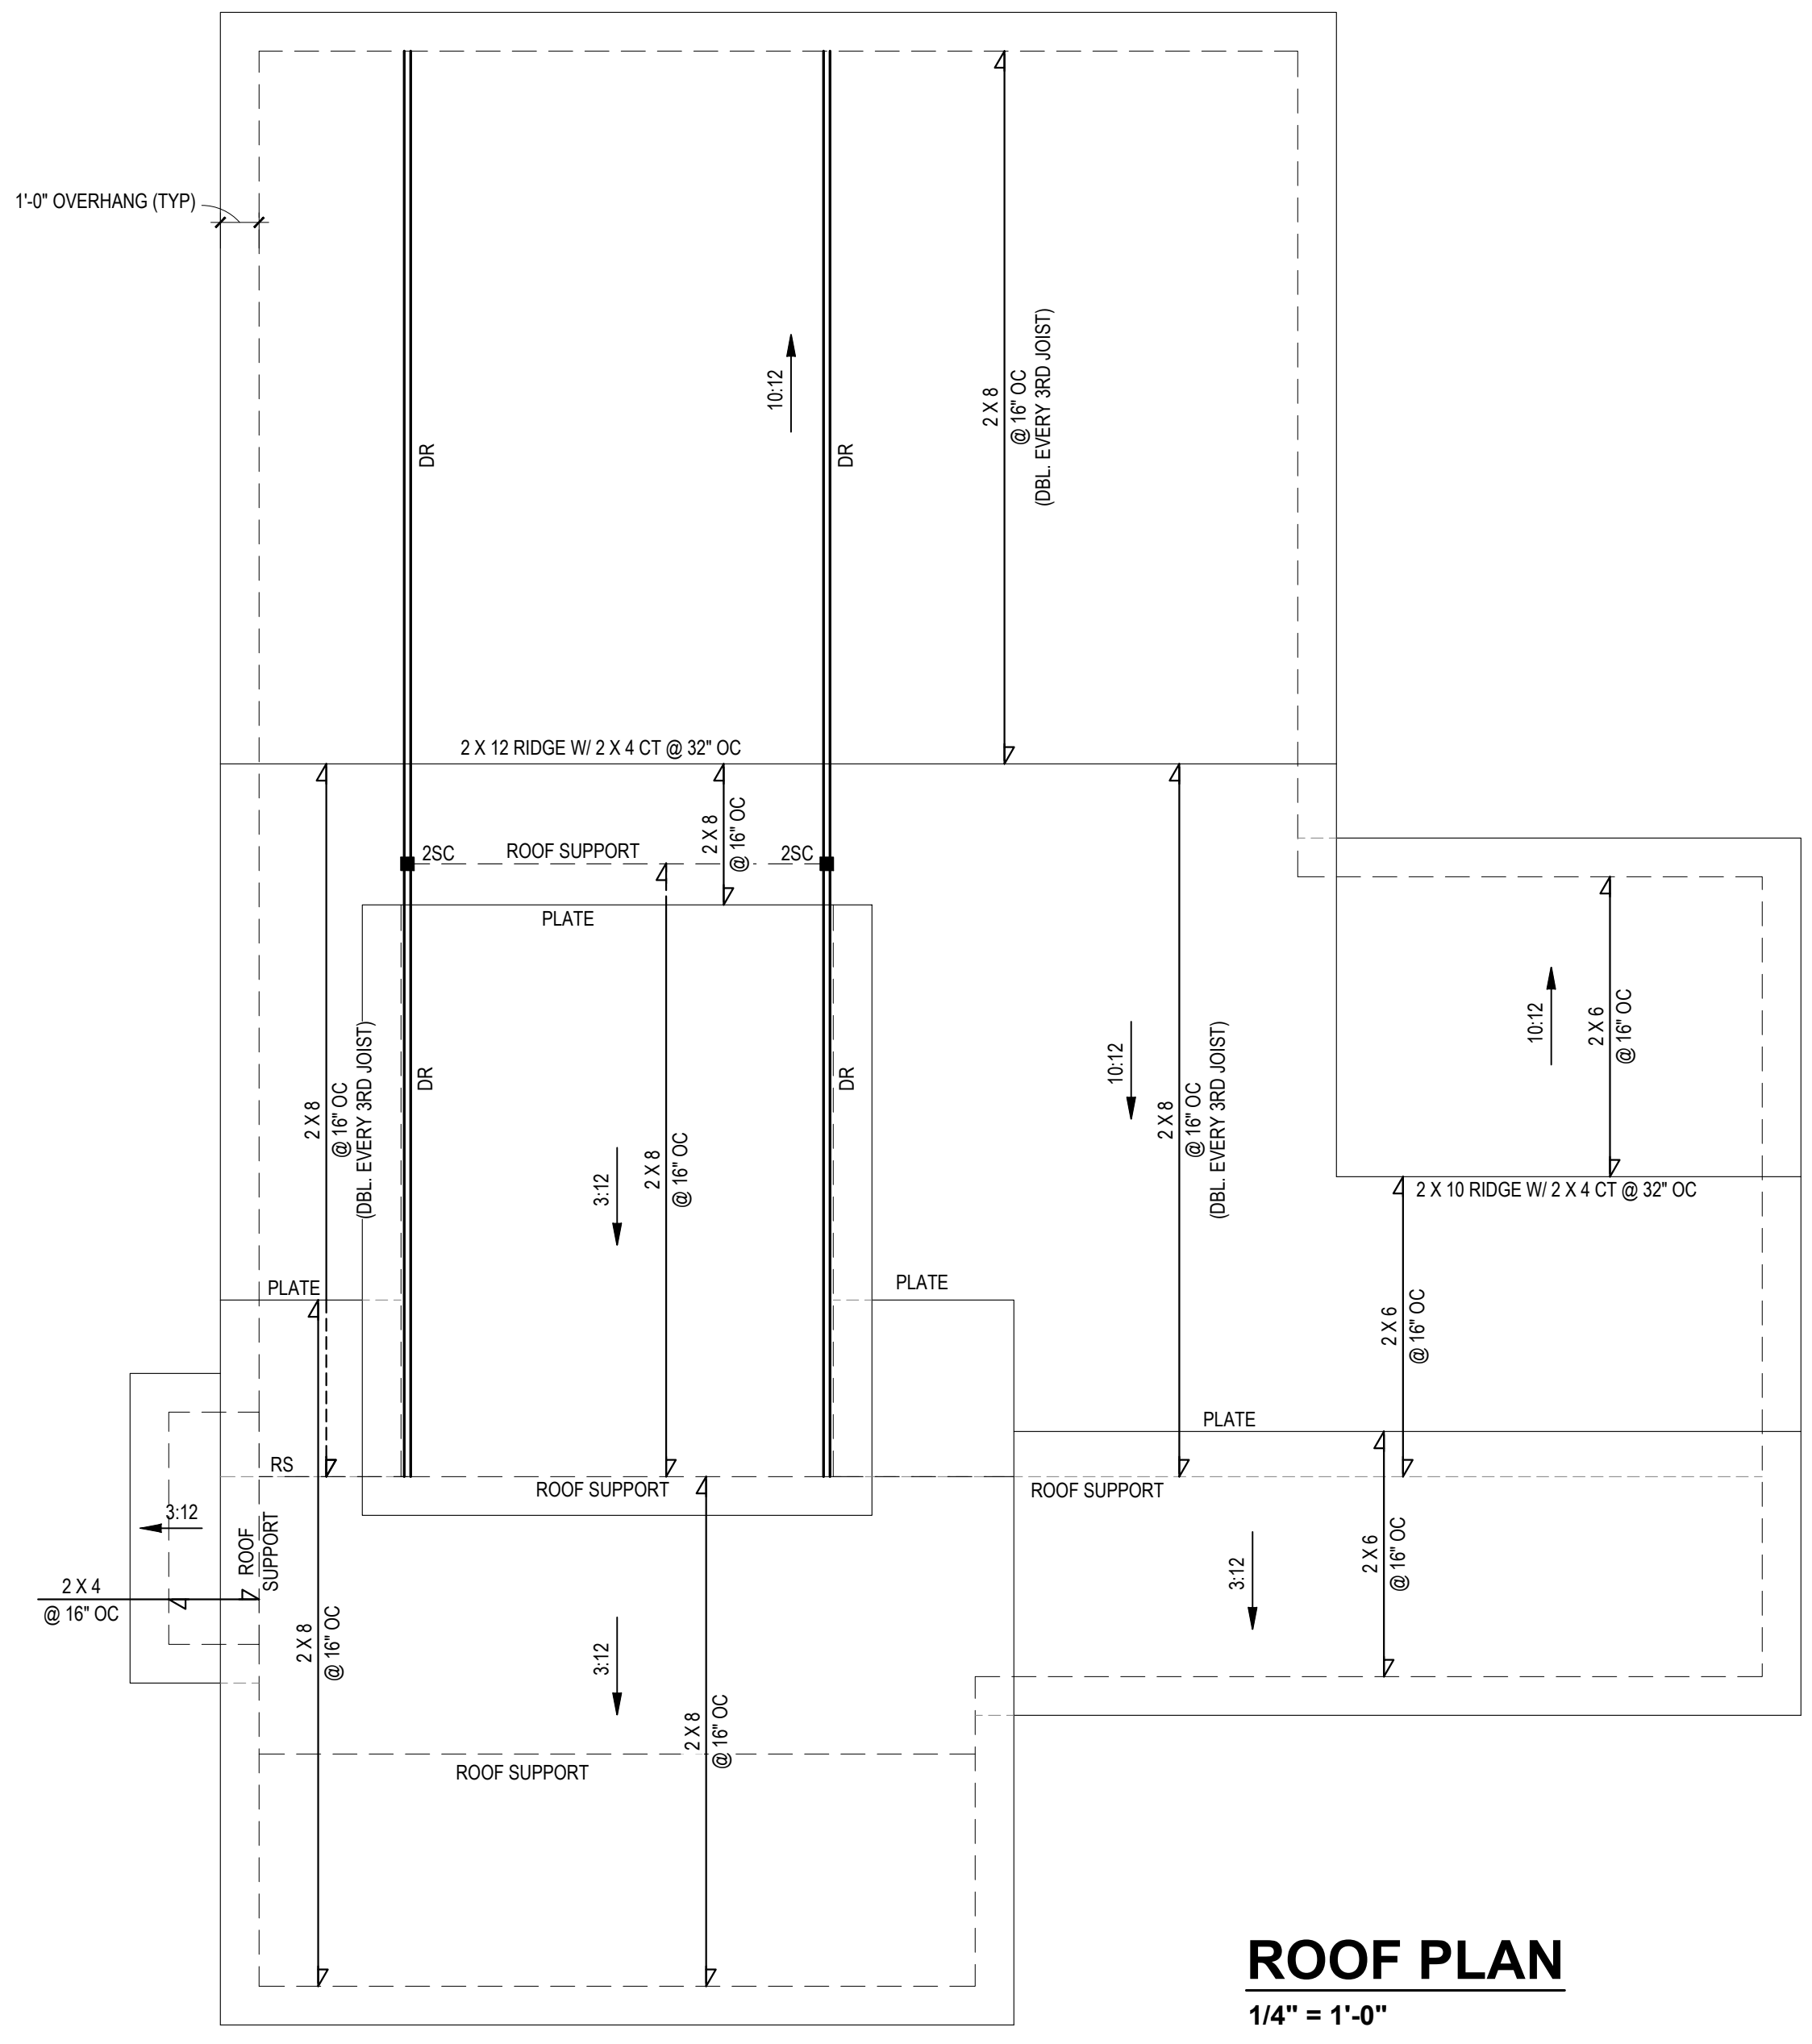 1'-0" OVERHANG (TYP)
10:12
2 X 8
@ 16" OC
(DBL. EVERY 3RD JOIST)
DR
DR
2 X 12 RIDGE W/ 2 X 4 CT @ 32" OC
2SC
ROOF SUPPORT
2SC
2 X 8
@ 16" OC
PLATE
2 X 8
@ 16" OC
(DBL. EVERY 3RD JOIST)
DR
DR
3:12
2 X 8
@ 16" OC
10:12
2 X 8
@ 16" OC
(DBL. EVERY 3RD JOIST)
10:12
2 X 6
@ 16" OC
2 X 10 RIDGE W/ 2 X 4 CT @ 32" OC
PLATE
PLATE
2 X 6
@ 16" OC
PLATE
RS
ROOF SUPPORT
ROOF SUPPORT
3:12
ROOF
SUPPORT
2 X 4
@ 16" OC
2 X 8
@ 16" OC
3:12
2 X 8
@ 16" OC
3:12
2 X 6
@ 16" OC
ROOF SUPPORT
ROOF PLAN
1/4" = 1'-0"